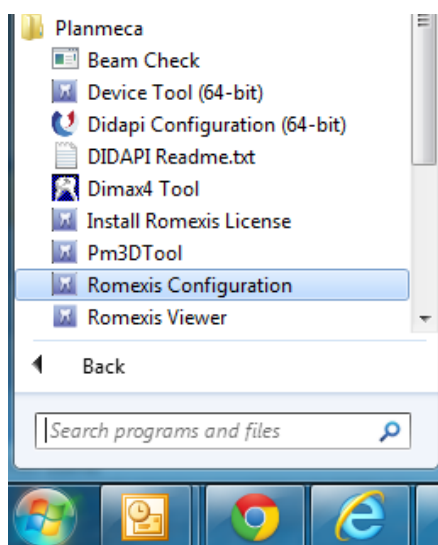 Planmeca
Beam Check
Device Tool (64-bit)
Didapi Configuration (64-bit)
DIDAPI Readme.txt
Dimax4 Tool
Install Romexis License
Pm3DTool
Romexis Configuration
Romexis Viewer
Back
Search programs and files